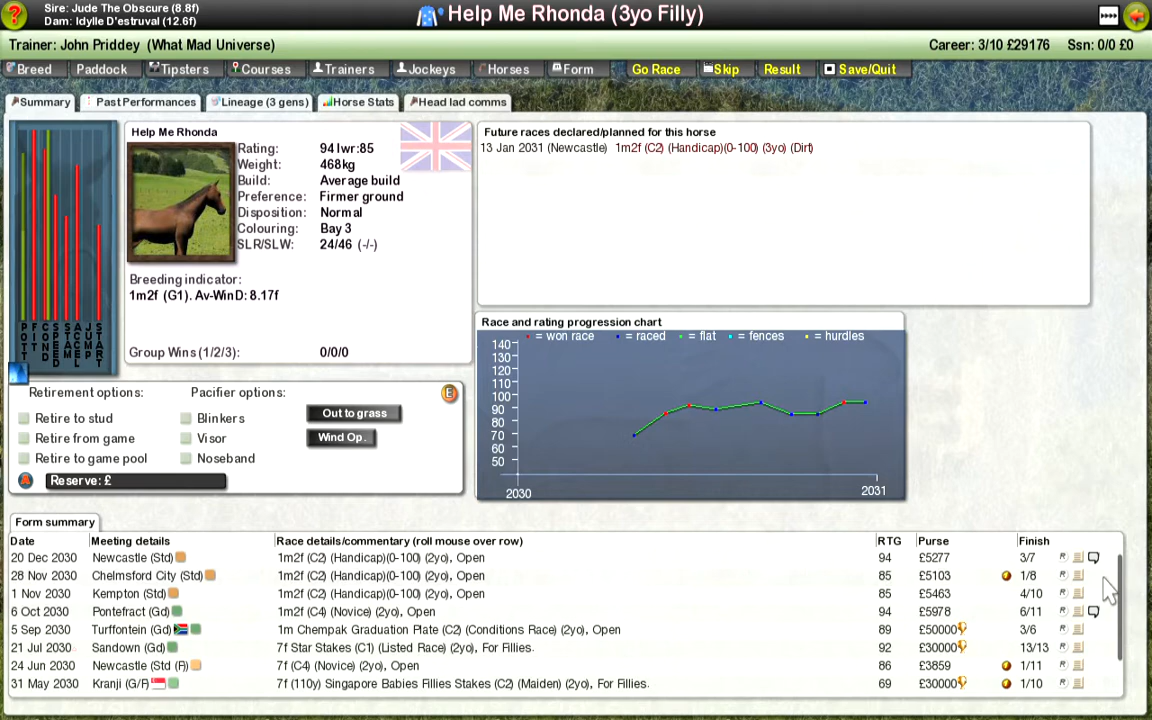 Sire: Jude The Obscure (8.8f)
Dam: Idylle D'estruval (12.6f)
Help Me Rhonda (3yo Filly)
Trainer: John Priddey (What Mad Universe)
Career: 3/10 £29176 Ssn: 0/0 £0
Breed Paddock Tipsters Courses Trainers Jockeys Horses Form Go Race Skip Result Save/Quit
Summary Past Performances Lineage (3 gens) Horse Stats Head lad comms
Help Me Rhonda
Rating: 94 lwr:85
Weight: 468kg
Build: Average build
Preference: Firmer ground
Disposition: Normal
Colouring: Bay 3
SLR/SLW: 24/46 (-/-)
Breeding indicator:
1m2f (G1). Av-WinD: 8.17f
Group Wins (1/2/3): 0/0/0
POTT FIT COND SPEED STAM ACCEL JUMP START
Future races declared/planned for this horse
13 Jan 2031 (Newcastle) 1m2f (C2) (Handicap)(0-100) (3yo) (Dirt)
Race and rating progression chart
= won race = raced = flat = fences = hurdles
140
130
120
110
100
90
80
70
60
50
2030 2031
Retirement options: Pacifier options: E
Retire to stud Blinkers Out to grass
Retire from game Visor Wind Op.
Retire to game pool Noseband
A Reserve: £
Form summary
Date Meeting details Race details/commentary (roll mouse over row) RTG Purse Finish
20 Dec 2030 Newcastle (Std) 1m2f (C2) (Handicap)(0-100) (2yo), Open 94 £5277 3/7 R
28 Nov 2030 Chelmsford City (Std) 1m2f (C2) (Handicap)(0-100) (2yo), Open 85 £5103 1/8 R
1 Nov 2030 Kempton (Std) 1m2f (C2) (Handicap)(0-100) (2yo), Open 85 £5463 4/10 R
6 Oct 2030 Pontefract (Gd) 1m2f (C4) (Novice) (2yo), Open 94 £5978 6/11 R
5 Sep 2030 Turffontein (Gd) 1m Chempak Graduation Plate (C2) (Conditions Race) (2yo), Open 89 £50000 3/6 R
21 Jul 2030 Sandown (Gd) 7f Star Stakes (C1) (Listed Race) (2yo), For Fillies. 92 £30000 13/13 R
24 Jun 2030 Newcastle (Std (F)) 7f (C4) (Novice) (2yo), Open 86 £3859 1/11 R
31 May 2030 Kranji (G/F) 7f (110y) Singapore Babies Fillies Stakes (C2) (Maiden) (2yo), For Fillies. 69 £30000 1/10 R